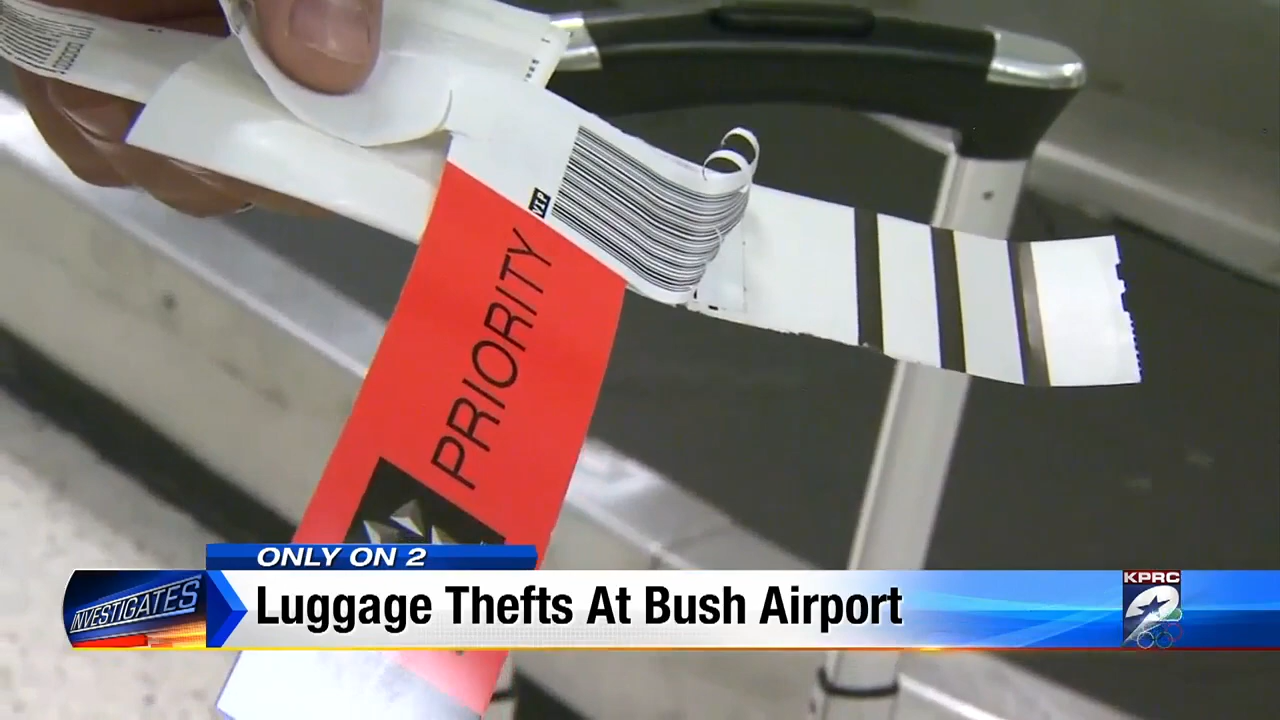 PRIORITY
ONLY ON 2
INVESTIGATES
Luggage Thefts At Bush Airport
KPRC
2